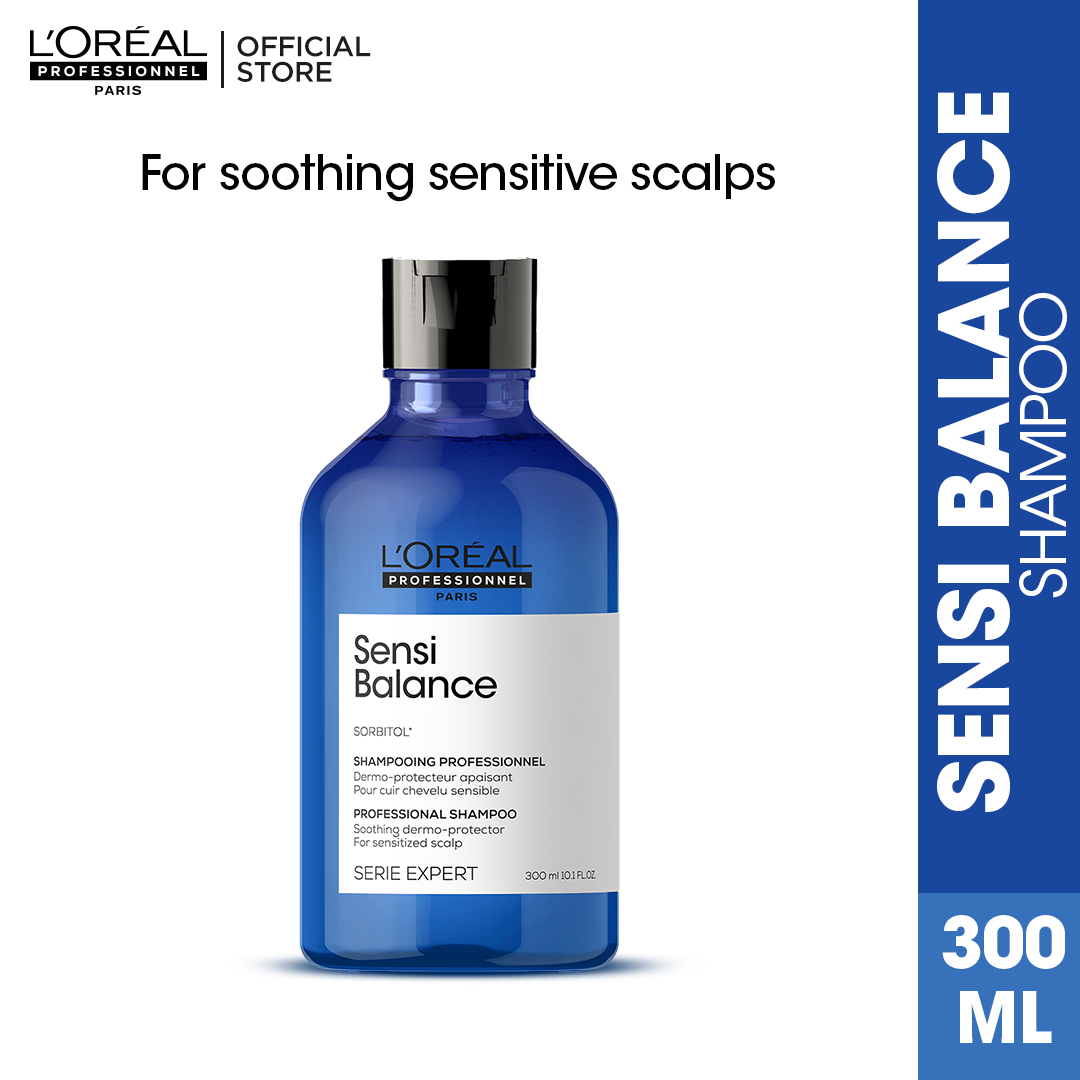 L'ORÉAL
PROFESSIONNEL
PARIS
OFFICIAL
STORE
For soothing sensitive scalps
L'ORÉAL
PROFESSIONNEL
PARIS
Sensi
Balance
SORBITOL*
SHAMPOOING PROFESSIONNEL
Dermo-protecteur apaisant
Pour cuir chevelu sensible
PROFESSIONAL SHAMPOO
Soothing dermo-protector
For sensitized scalp
SERIE EXPERT
300 ml 10.1 FL.OZ.
SENSI BALANCE
SHAMPOO
300
ML